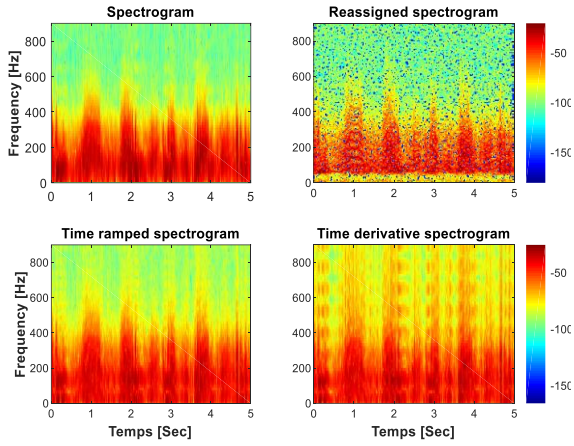 Spectrogram
Reassigned spectrogram
Frequency [Hz]
800
600
400
200
0
0 1 2 3 4 5
800
600
400
200
0
0 1 2 3 4 5
-50
-100
-150
Time ramped spectrogram
Time derivative spectrogram
Frequency [Hz]
800
600
400
200
0
0 1 2 3 4 5
Temps [Sec]
800
600
400
200
0
0 1 2 3 4 5
Temps [Sec]
-50
-100
-150